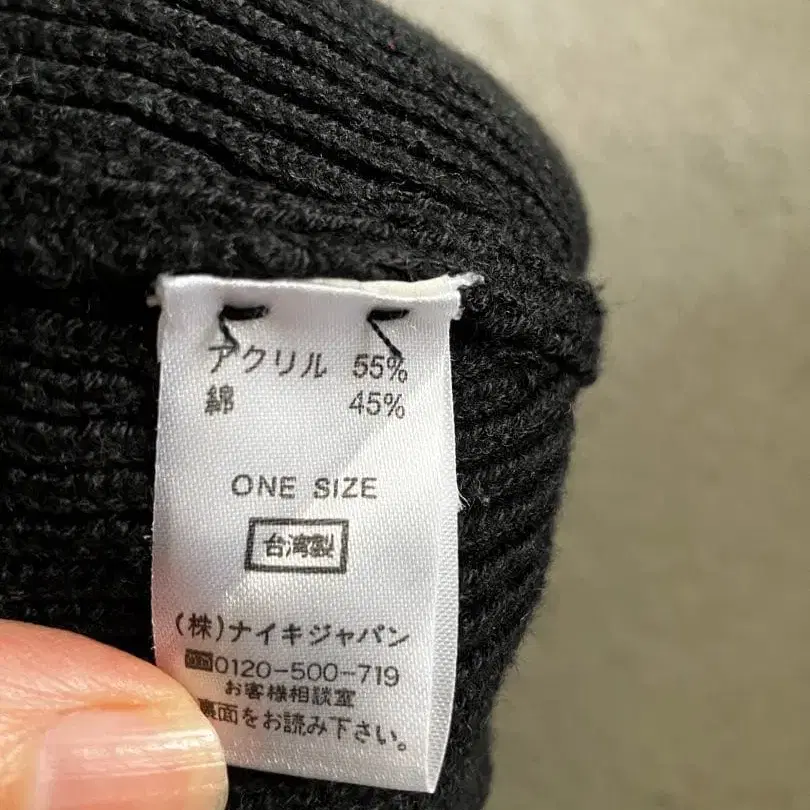 アクリル 55%
綿 45%
ONE SIZE
台湾製
(株)ナイキジャパン
0120-500-719
お客様相談室
裏面をお読み下さい。